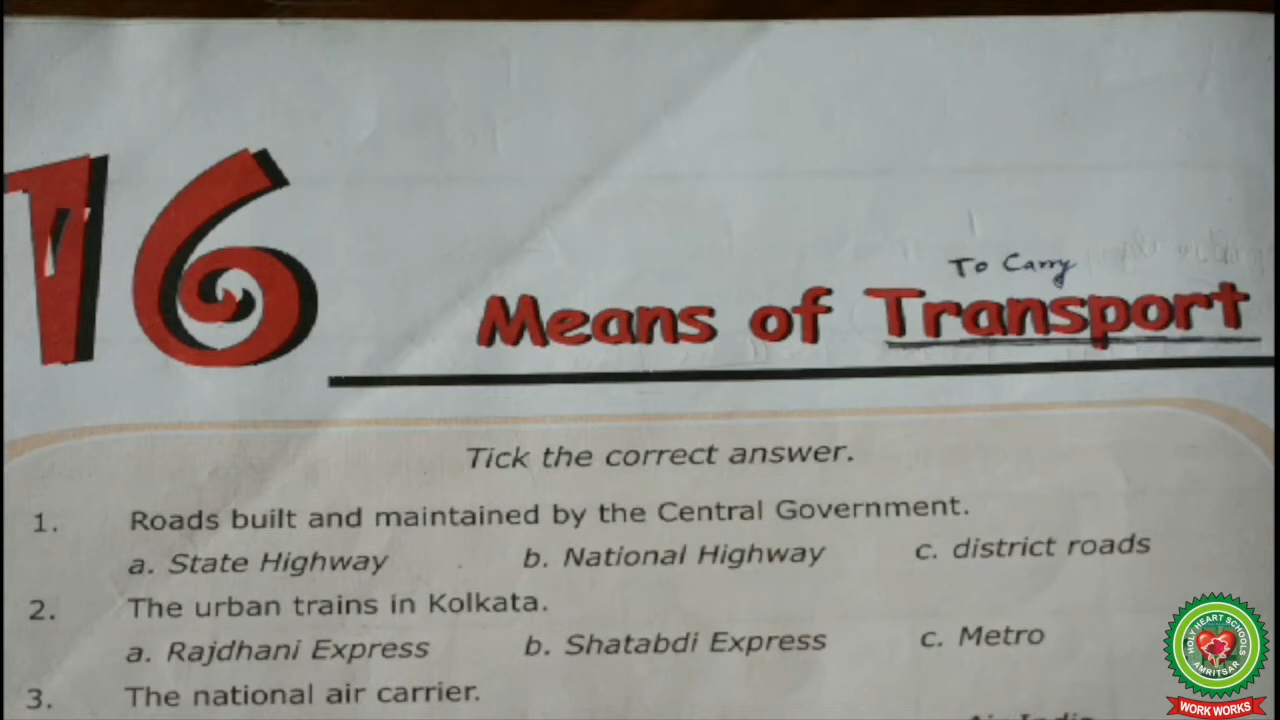 16
To Carry
Means of Transport
Tick the correct answer.
1. Roads built and maintained by the Central Government.
a. State Highway b. National Highway c. district roads
2. The urban trains in Kolkata.
a. Rajdhani Express b. Shatabdi Express c. Metro
3. The national air carrier.
Air India
HOLY HEART SCHOOLS
AMRITSAR
WORK WORKS